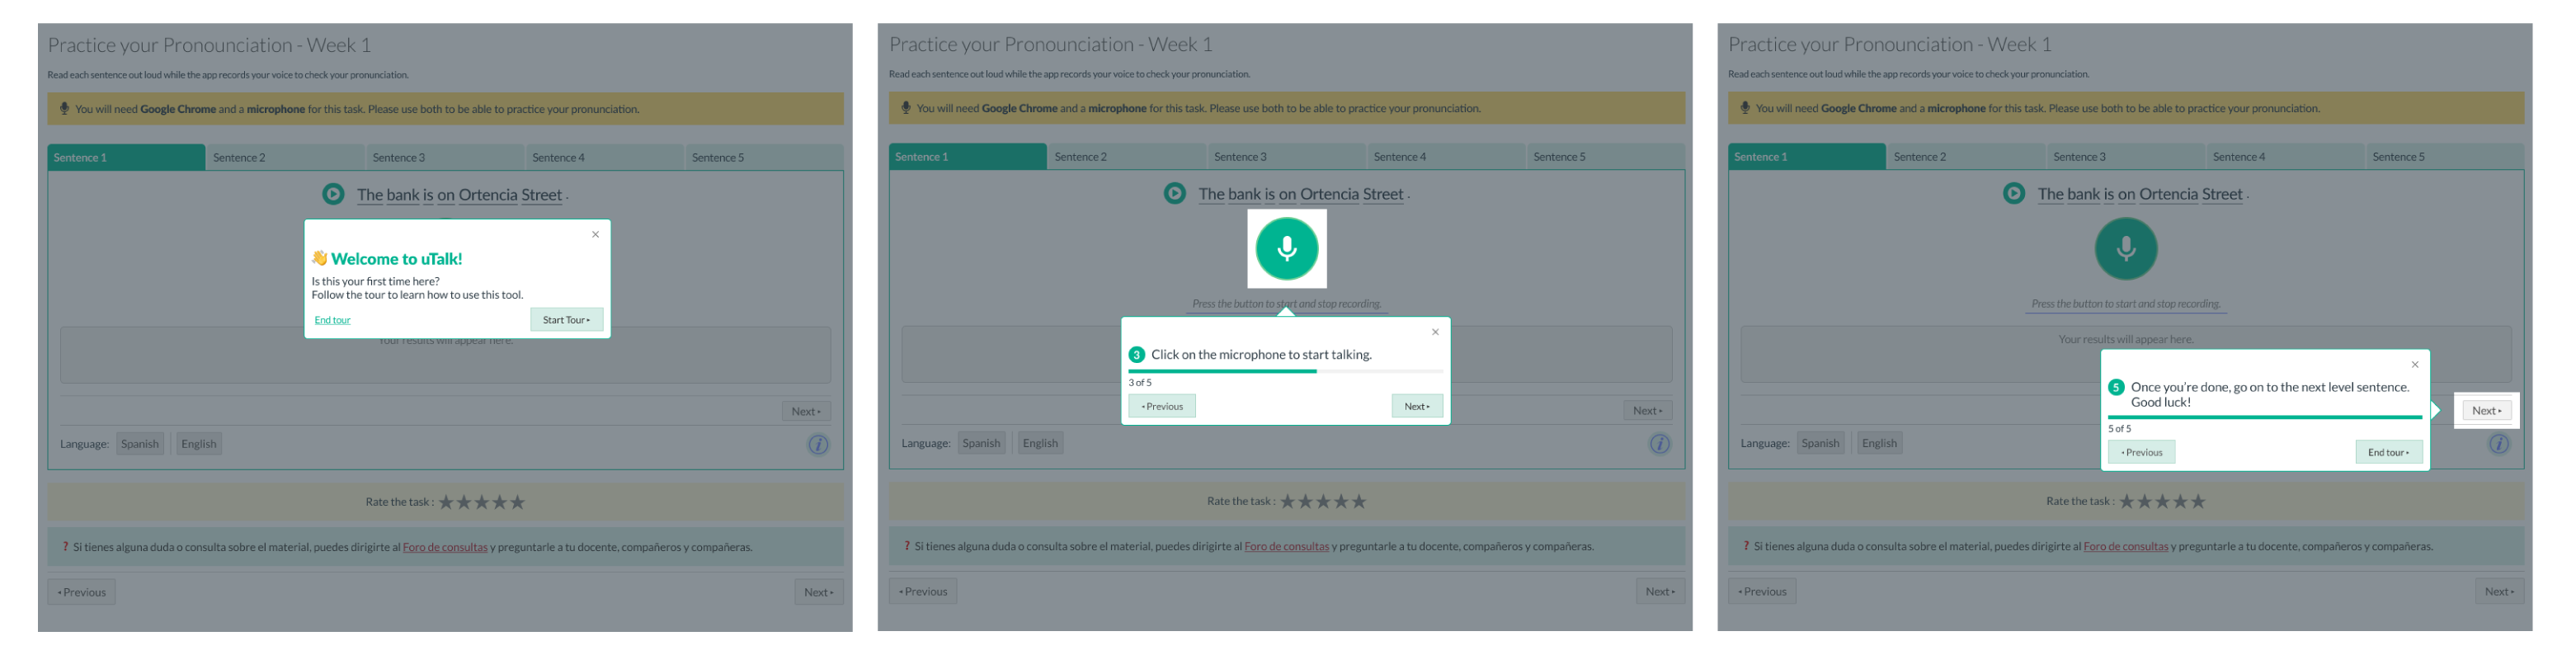 Practice your Pronounciation - Week 1
Read each sentence out loud while the app records your voice to check your pronunciation.
You will need Google Chrome and a microphone for this task. Please use both to be able to practice your pronunciation.
Sentence 1 Sentence 2 Sentence 3 Sentence 4 Sentence 5
The bank is on Ortencia Street .
×
👋 Welcome to uTalk!
Is this your first time here?
Follow the tour to learn how to use this tool.
End tour Start Tour ▸
Your results will appear here.
Next ▸
Language: Spanish | English i
Rate the task : ★★★★★
? Si tienes alguna duda o consulta sobre el material, puedes dirigirte al Foro de consultas y preguntarle a tu docente, compañeros y compañeras.
◂ Previous Next ▸
Practice your Pronounciation - Week 1
Read each sentence out loud while the app records your voice to check your pronunciation.
You will need Google Chrome and a microphone for this task. Please use both to be able to practice your pronunciation.
Sentence 1 Sentence 2 Sentence 3 Sentence 4 Sentence 5
The bank is on Ortencia Street .
Press the button to start and stop recording.
×
3 Click on the microphone to start talking.
3 of 5
◂ Previous Next ▸
Next ▸
Language: Spanish | English i
Rate the task : ★★★★★
? Si tienes alguna duda o consulta sobre el material, puedes dirigirte al Foro de consultas y preguntarle a tu docente, compañeros y compañeras.
◂ Previous Next ▸
Practice your Pronounciation - Week 1
Read each sentence out loud while the app records your voice to check your pronunciation.
You will need Google Chrome and a microphone for this task. Please use both to be able to practice your pronunciation.
Sentence 1 Sentence 2 Sentence 3 Sentence 4 Sentence 5
The bank is on Ortencia Street .
Press the button to start and stop recording.
Your results will appear here.
×
5 Once you're done, go on to the next level sentence.
Good luck!
5 of 5
◂ Previous End tour ▸
Next ▸
Language: Spanish | English i
Rate the task : ★★★★★
? Si tienes alguna duda o consulta sobre el material, puedes dirigirte al Foro de consultas y preguntarle a tu docente, compañeros y compañeras.
◂ Previous Next ▸